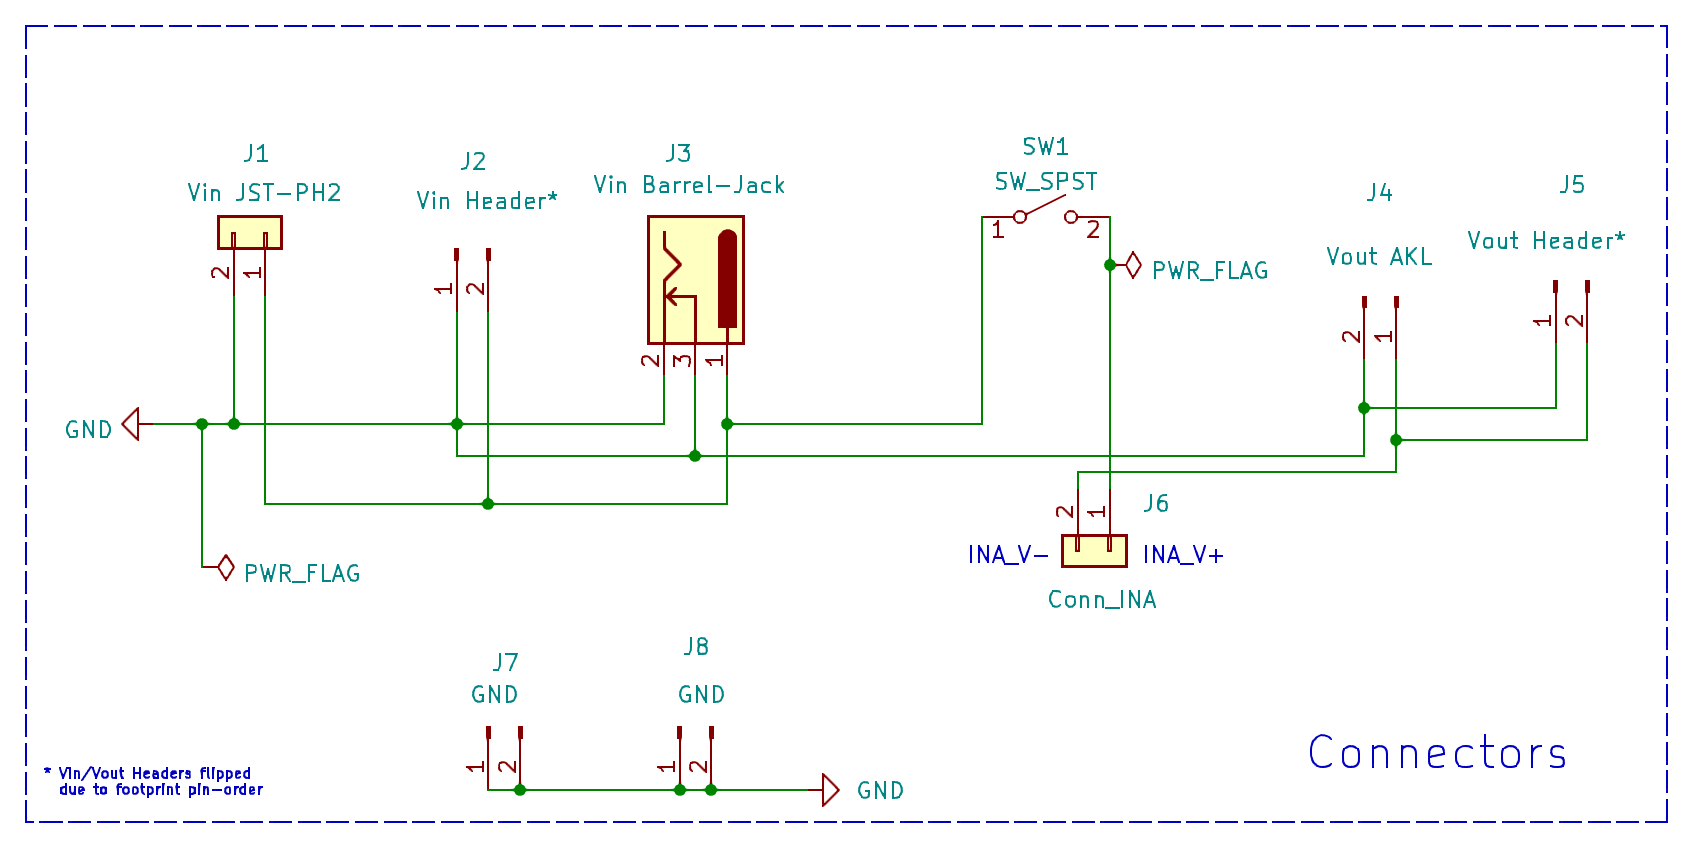 J1
Vin JST-PH2
2
1
J2
Vin Header*
1
2
J3
Vin Barrel-Jack
2
3
1
SW1
SW_SPST
1
2
PWR_FLAG
J4
Vout AKL
2
1
J5
Vout Header*
1
2
GND
PWR_FLAG
2
1
J6
INA_V-
INA_V+
Conn_INA
J7
GND
1
2
J8
GND
1
2
GND
Connectors
* Vin/Vout Headers flipped
due to footprint pin-order